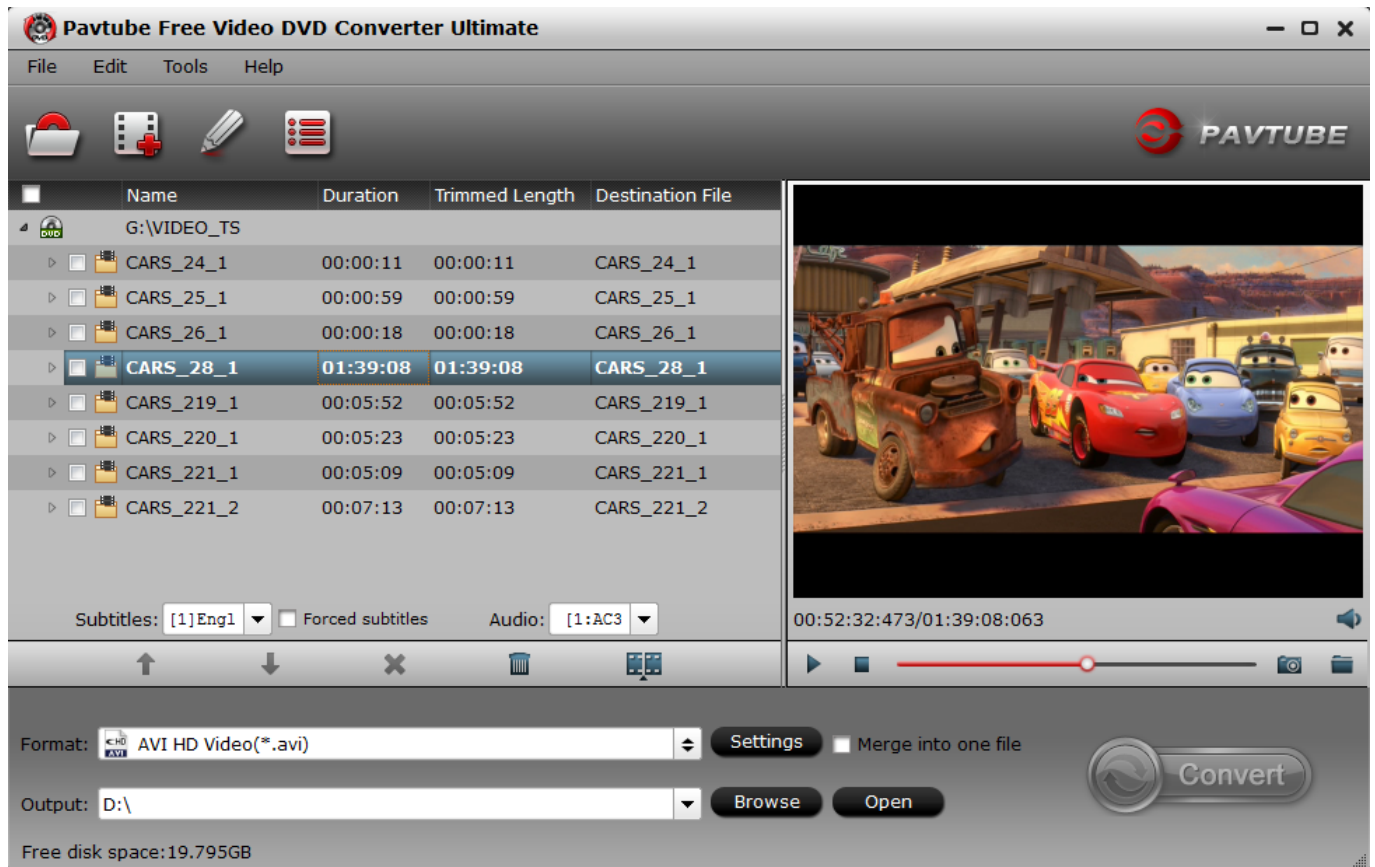 Pavtube Free Video DVD Converter Ultimate
File Edit Tools Help
PAVTUBE
Name Duration Trimmed Length Destination File
DVD G:\VIDEO_TS
CARS_24_1 00:00:11 00:00:11 CARS_24_1
CARS_25_1 00:00:59 00:00:59 CARS_25_1
CARS_26_1 00:00:18 00:00:18 CARS_26_1
CARS_28_1 01:39:08 01:39:08 CARS_28_1
CARS_219_1 00:05:52 00:05:52 CARS_219_1
CARS_220_1 00:05:23 00:05:23 CARS_220_1
CARS_221_1 00:05:09 00:05:09 CARS_221_1
CARS_221_2 00:07:13 00:07:13 CARS_221_2
Subtitles: [1]Engl Forced subtitles Audio: [1:AC3
00:52:32:473/01:39:08:063
Format: HD AVI AVI HD Video(*.avi) Settings Merge into one file
Convert
Output: D:\ Browse Open
Free disk space:19.795GB